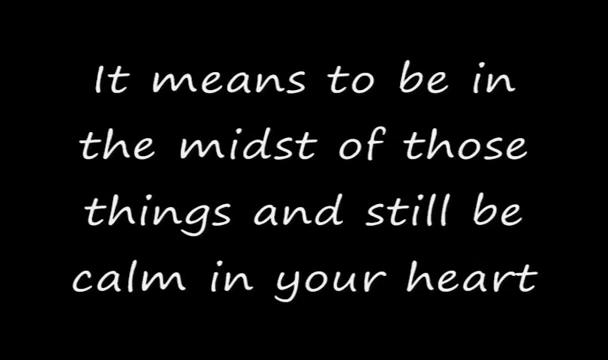 It means to be in
the midst of those
things and still be
calm in your heart